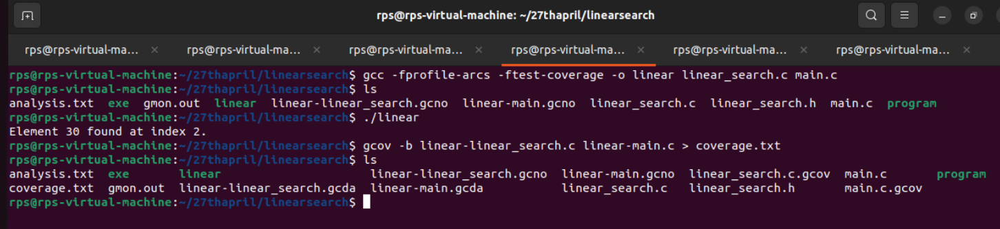 rps@rps-virtual-machine: ~/27thapril/linearsearch
rps@rps-virtual-ma... × rps@rps-virtual-ma... × rps@rps-virtual-ma... × rps@rps-virtual-ma... × rps@rps-virtual-ma... × rps@rps-virtual-ma... ×
rps@rps-virtual-machine:~/27thapril/linearsearch$ gcc -fprofile-arcs -ftest-coverage -o linear linear_search.c main.c
rps@rps-virtual-machine:~/27thapril/linearsearch$ ls
analysis.txt exe gmon.out linear linear-linear_search.gcno linear-main.gcno linear_search.c linear_search.h main.c program
rps@rps-virtual-machine:~/27thapril/linearsearch$ ./linear
Element 30 found at index 2.
rps@rps-virtual-machine:~/27thapril/linearsearch$ gcov -b linear-linear_search.c linear-main.c > coverage.txt
rps@rps-virtual-machine:~/27thapril/linearsearch$ ls
analysis.txt exe linear linear-linear_search.gcno linear-main.gcno linear_search.c.gcov main.c program
coverage.txt gmon.out linear-linear_search.gcda linear-main.gcda linear_search.c linear_search.h main.c.gcov
rps@rps-virtual-machine:~/27thapril/linearsearch$